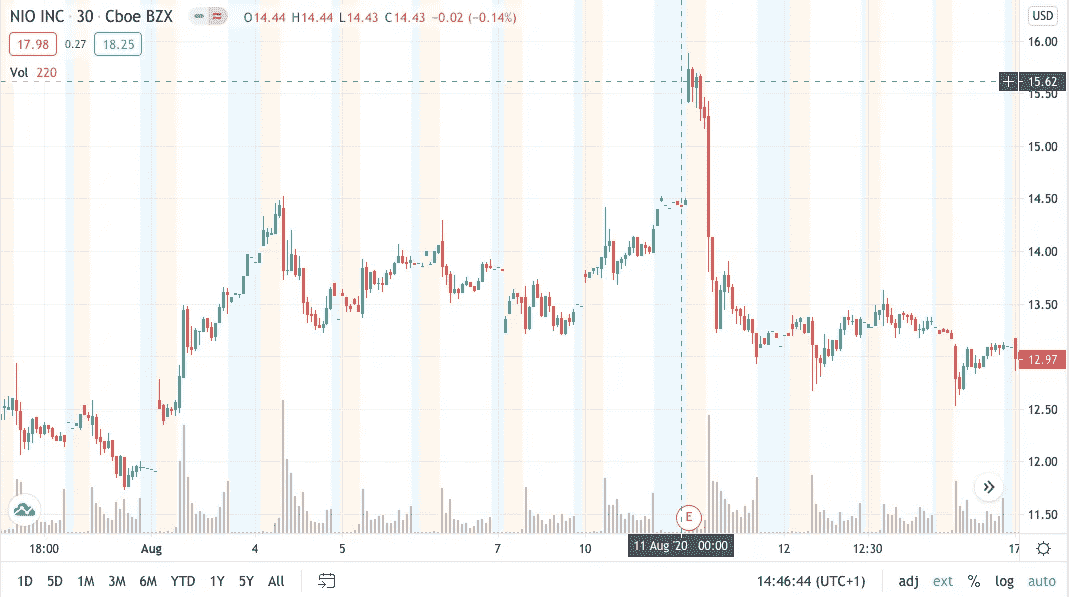 NIO INC · 30 · Cboe BZX O14.44 H14.44 L14.43 C14.43 −0.02 (−0.14%)
17.98 0.27 18.25
Vol 220
USD
16.00
15.62
15.50
15.00
14.50
14.00
13.50
12.97
12.50
12.00
11.50
E
18:00 Aug 4 5 7 10 11 Aug '20 00:00 12 12:30 17
1D 5D 1M 3M 6M YTD 1Y 5Y All 14:46:44 (UTC+1) adj ext % log auto